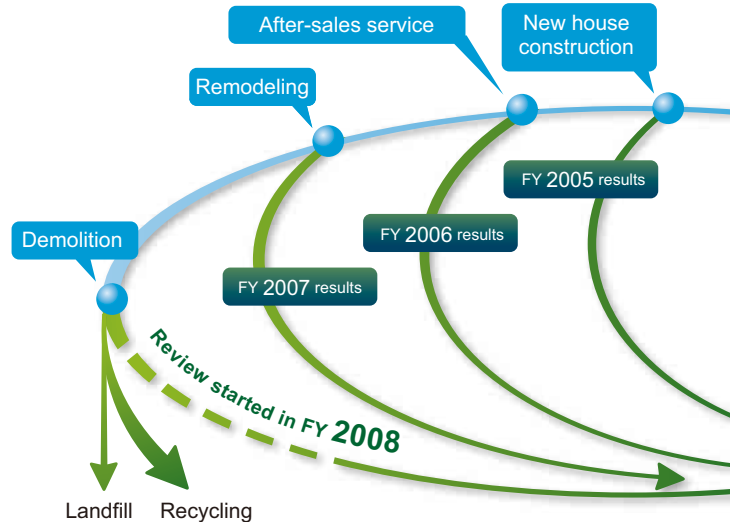 New house
construction
After-sales service
Remodeling
FY 2005 results
FY 2006 results
Demolition
FY 2007 results
Review started in FY 2008
Landfill
Recycling